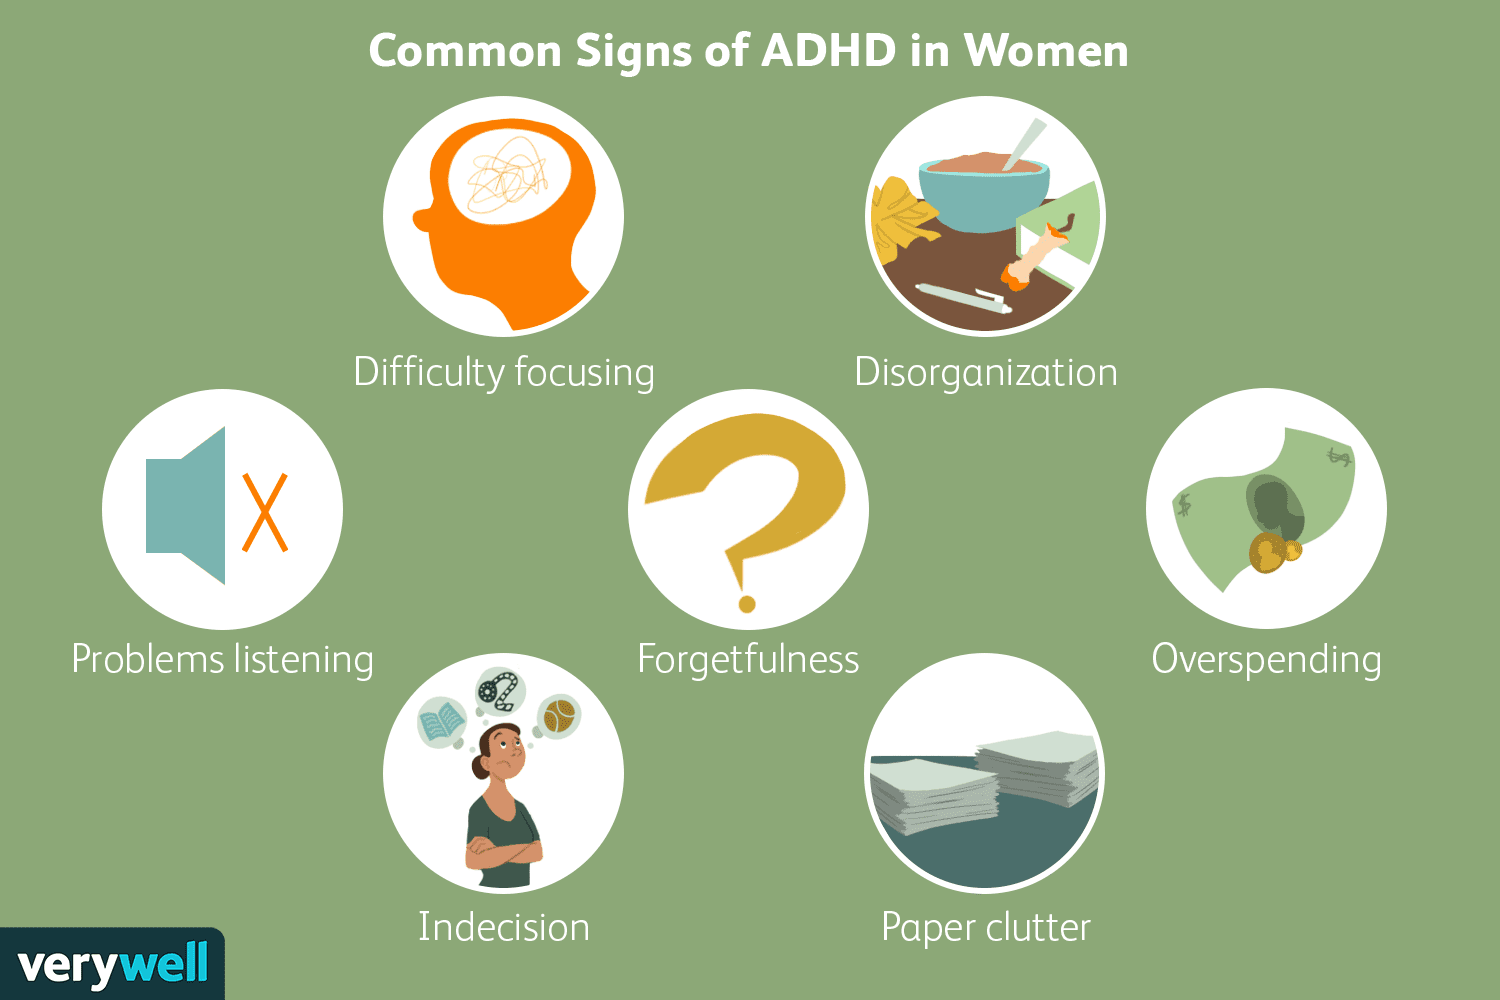 Common Signs of ADHD in Women
Difficulty focusing
Disorganization
Problems listening
Forgetfulness
Overspending
Indecision
Paper clutter
verywell
$
$